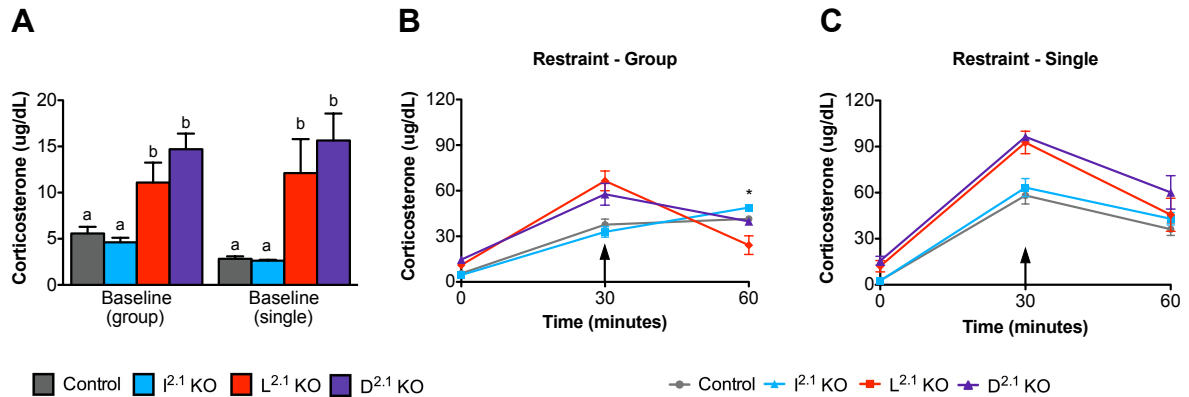 A
Corticosterone (ug/dL)
20
15
10
5
0
a
a
b
b
a
a
b
b
Baseline
(group)
Baseline
(single)
Control
I2.1 KO
L2.1 KO
D2.1 KO
B
Restraint - Group
Corticosterone (ug/dL)
120
90
60
30
0
*
0
30
60
Time (minutes)
C
Restraint - Single
Corticosterone (ug/dL)
120
90
60
30
0
0
30
60
Time (minutes)
Control
I2.1 KO
L2.1 KO
D2.1 KO